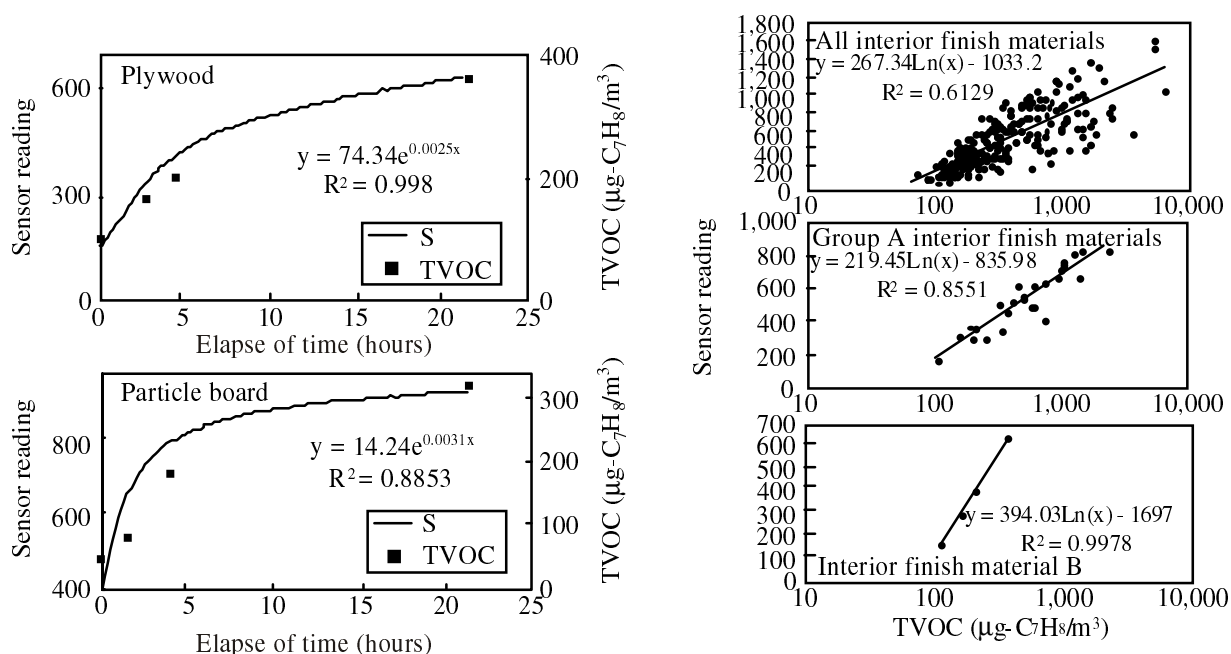 Plywood
Sensor reading
600
300
0
400
200
0
TVOC (μg-C₇H₈/m³)
y = 74.34e^0.0025x
R² = 0.998
S
TVOC
0
5
10
15
20
25
Elapse of time (hours)
Particle board
Sensor reading
800
600
400
300
200
100
0
TVOC (μg-C₇H₈/m³)
y = 14.24e^0.0031x
R² = 0.8853
S
TVOC
0
5
10
15
20
25
Elapse of time (hours)
Sensor reading
1,800
1,600
1,400
1,200
1,000
800
600
400
200
0
All interior finish materials
y = 267.34Ln(x) - 1033.2
R² = 0.6129
10
100
1,000
10,000
1,000
800
600
400
200
0
Group A interior finish materials
y = 219.45Ln(x) - 835.98
R² = 0.8551
10
100
1,000
10,000
700
600
500
400
300
200
100
0
y = 394.03Ln(x) - 1697
R² = 0.9978
Interior finish material B
10
100
1,000
10,000
TVOC (μg-C₇H₈/m³)